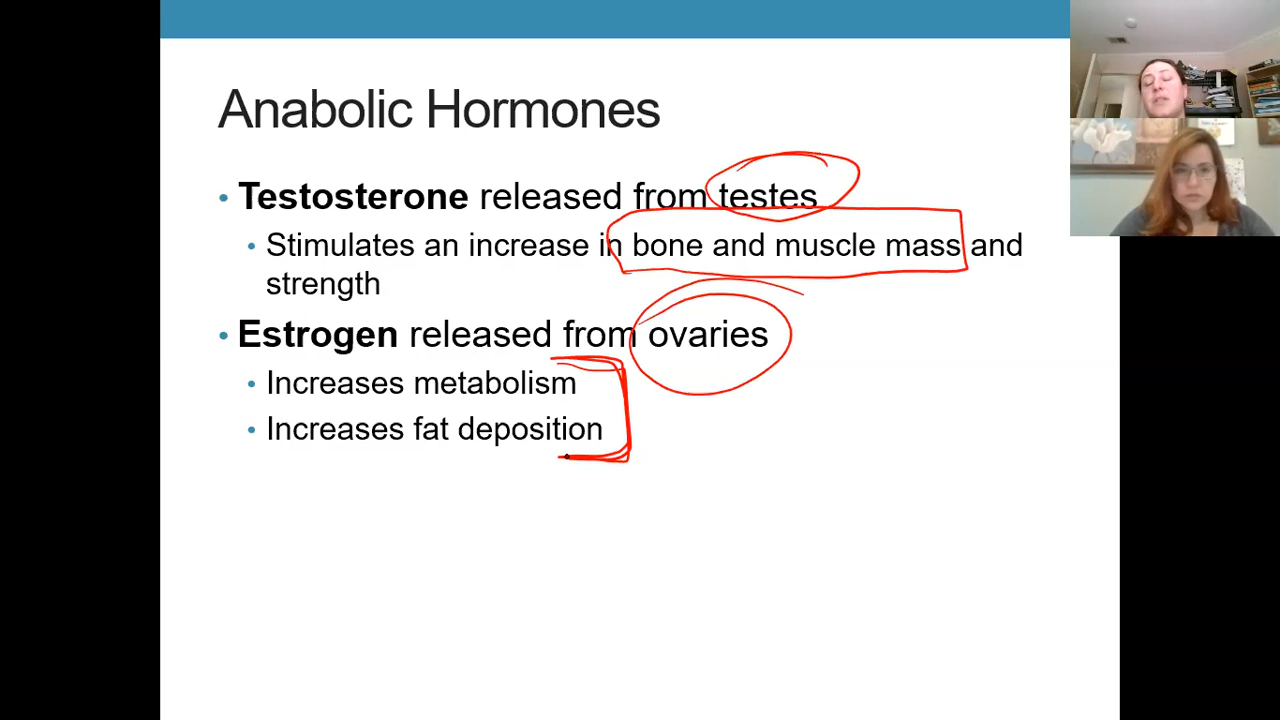 Anabolic Hormones
• Testosterone released from testes
• Stimulates an increase in bone and muscle mass and
strength
• Estrogen released from ovaries
• Increases metabolism
• Increases fat deposition